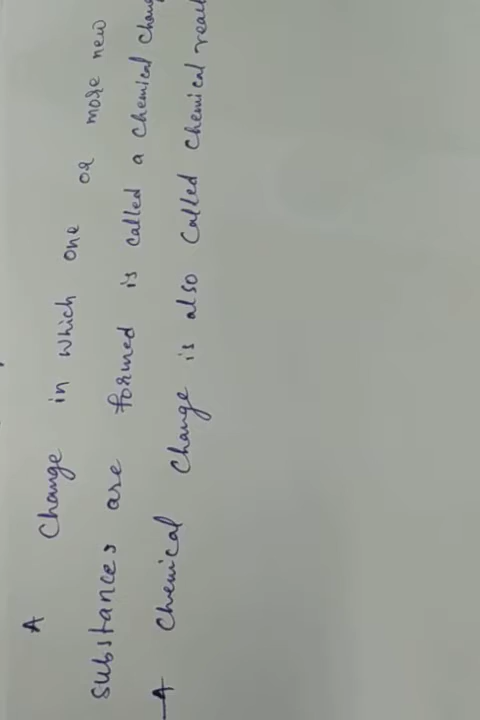 A Change in which one or more new
substances are formed is called a chemical
A Chemical Change is also called chemical